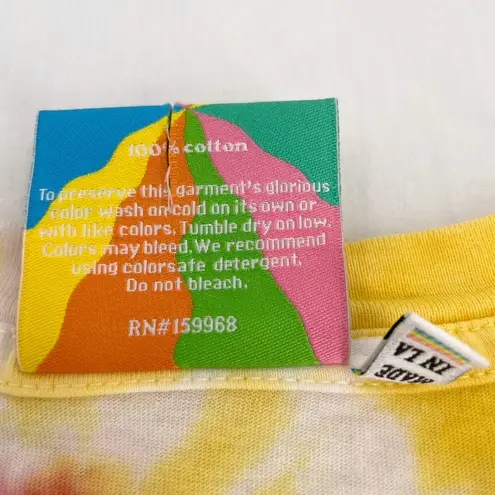 100% cotton
To preserve this garment's glorious
color wash on cold on its own or
with like colors. Tumble dry on low.
Colors may bleed. We recommend
using colorsafe detergent.
Do not bleach.
RN#159968
MADE
IN LA